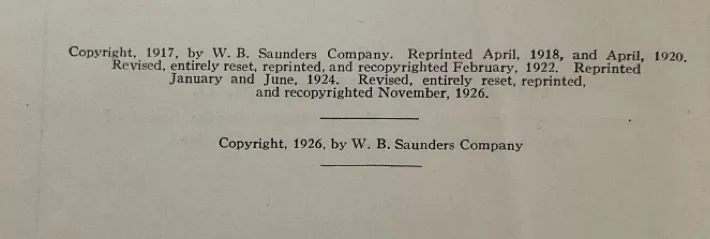 Copyright, 1917, by W. B. Saunders Company. Reprinted April, 1918, and April, 1920.
Revised, entirely reset, reprinted, and recopyrighted February, 1922. Reprinted
January and June, 1924. Revised, entirely reset, reprinted,
and recopyrighted November, 1926.
Copyright, 1926, by W. B. Saunders Company